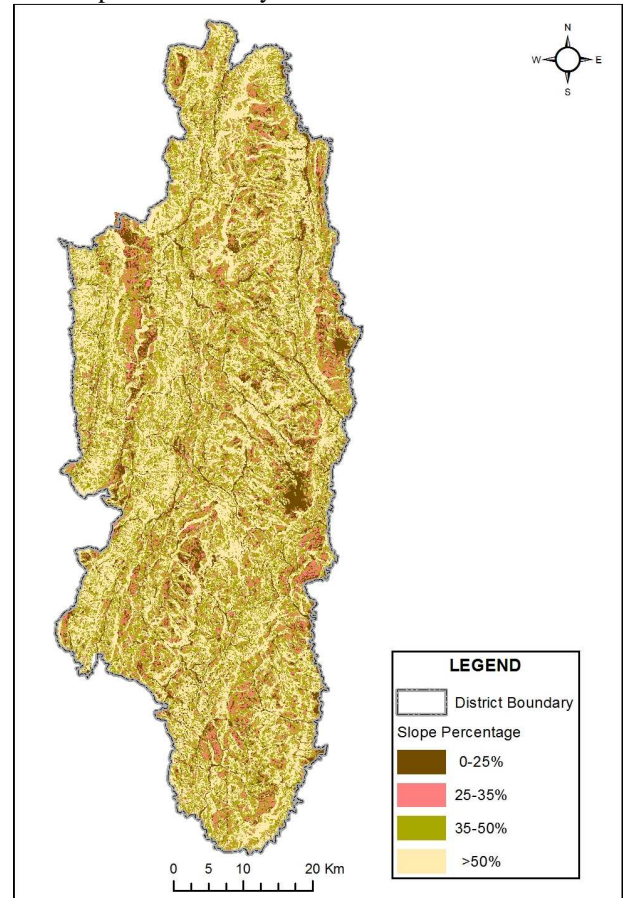 N
W E
S
LEGEND
District Boundary
Slope Percentage
0-25%
25-35%
35-50%
>50%
0 5 10 20 Km